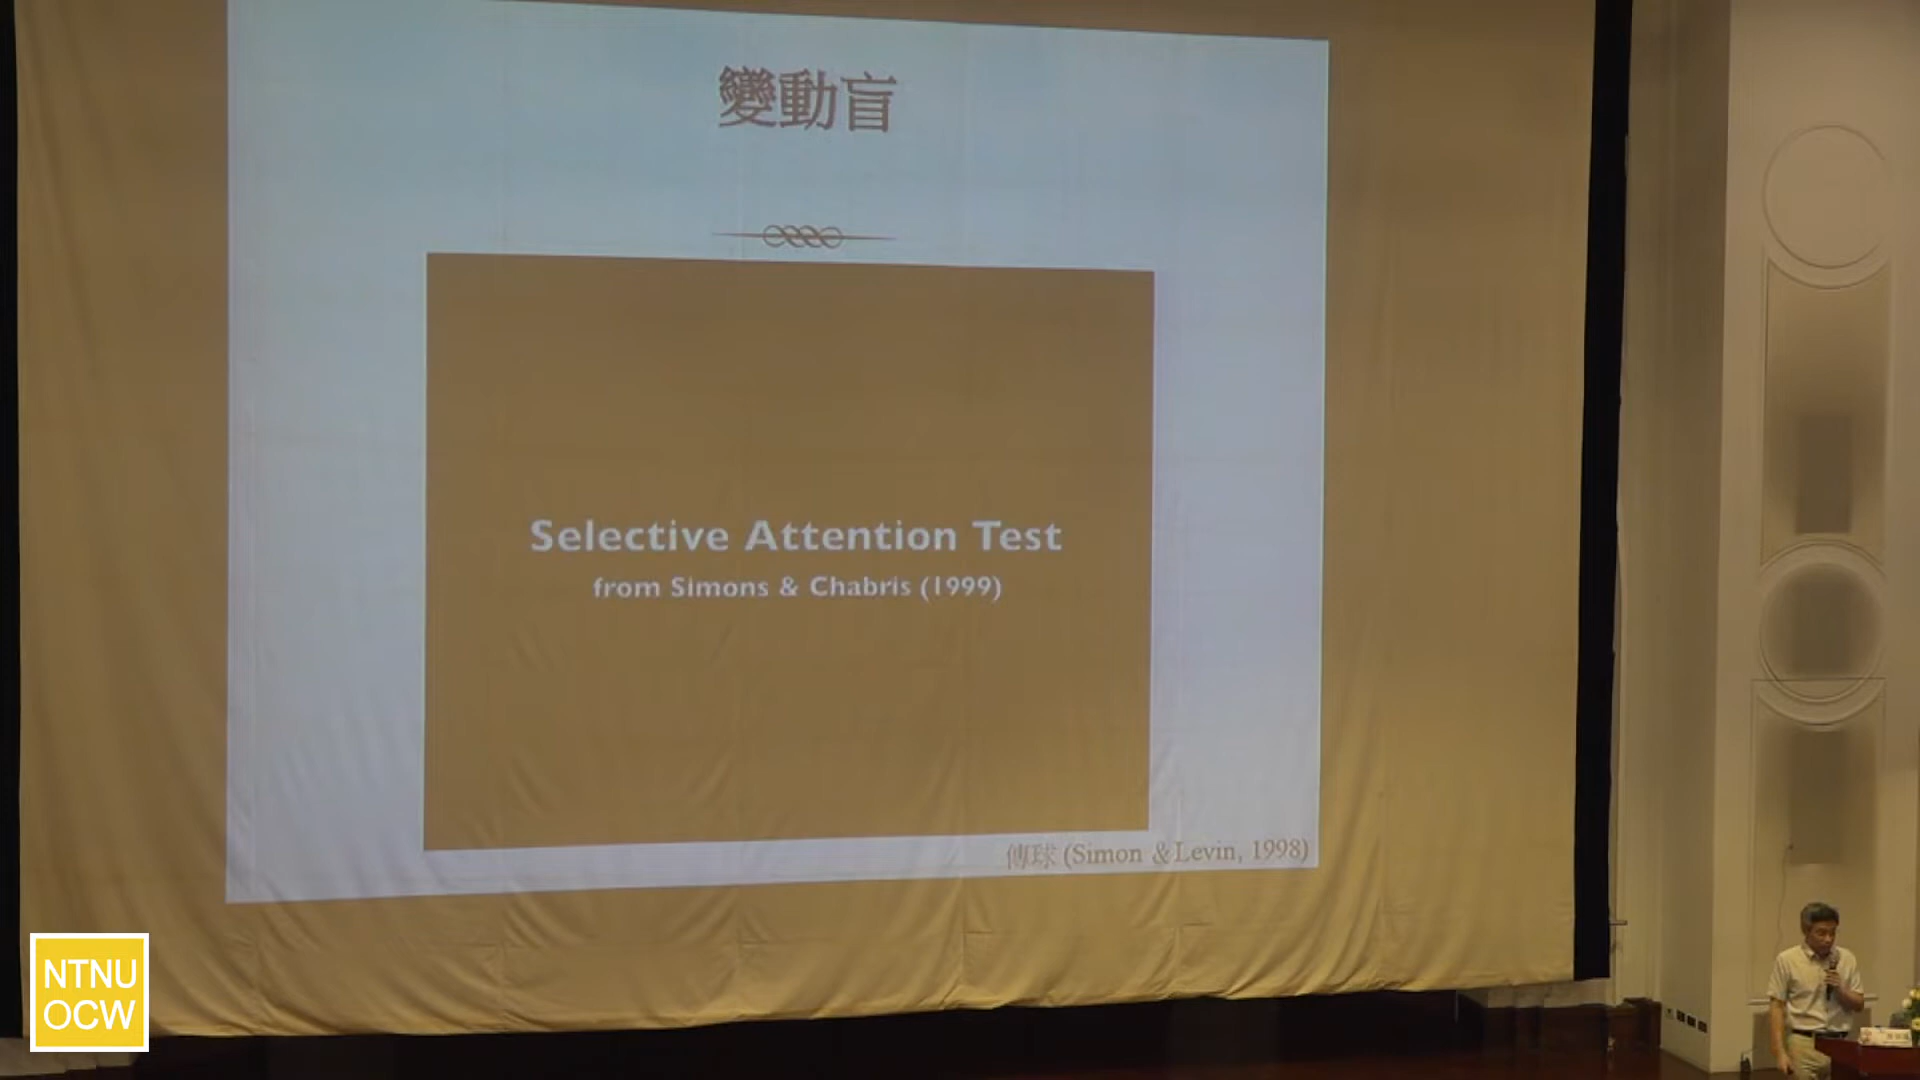 變動盲
Selective Attention Test
from Simons & Chabris (1999)
傳球 (Simon &Levin, 1998)
NTNU
OCW